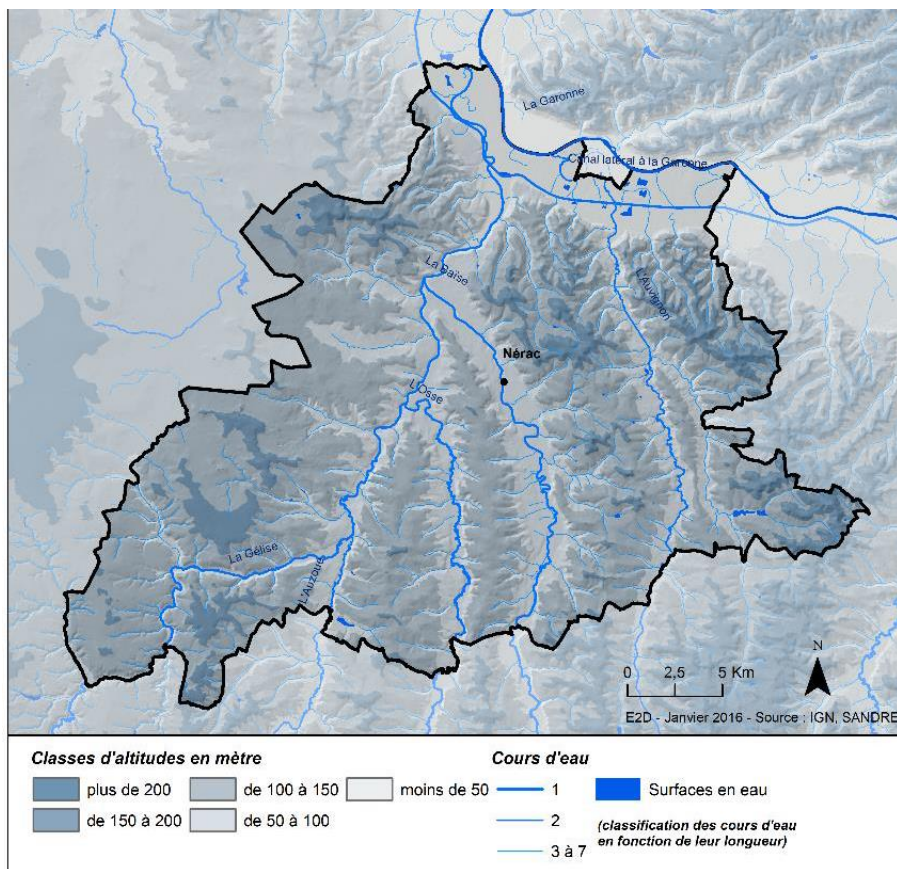 La Garonne
Canal latéral à la Garonne
La Baïse
L'Auvignon
Nérac
L'Osse
La Gélise
L'Auzoue
N
0 2,5 5 Km
E2D - Janvier 2016 - Source : IGN, SANDRE
Classes d'altitudes en mètre
plus de 200
de 100 à 150
moins de 50
de 150 à 200
de 50 à 100
Cours d'eau
1
Surfaces en eau
2
(classification des cours d'eau
en fonction de leur longueur)
3 à 7